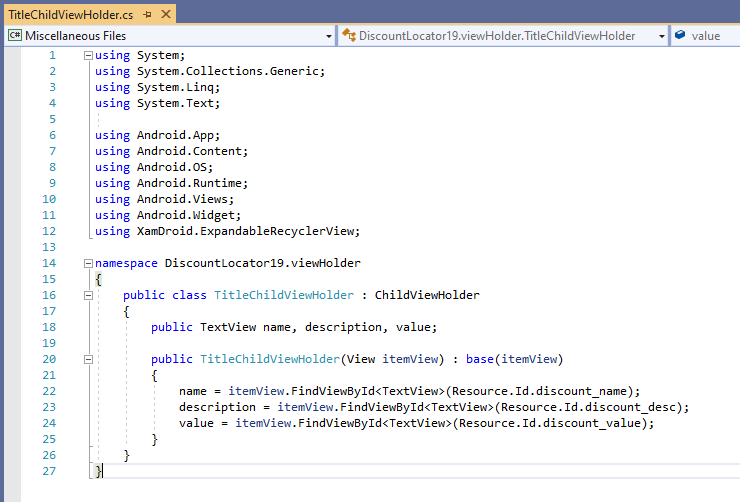 TitleChildViewHolder.cs
C# Miscellaneous Files DiscountLocator19.viewHolder.TitleChildViewHolder value
1 using System;
2 using System.Collections.Generic;
3 using System.Linq;
4 using System.Text;
5
6 using Android.App;
7 using Android.Content;
8 using Android.OS;
9 using Android.Runtime;
10 using Android.Views;
11 using Android.Widget;
12 using XamDroid.ExpandableRecyclerView;
13
14 namespace DiscountLocator19.viewHolder
15 {
16 public class TitleChildViewHolder : ChildViewHolder
17 {
18 public TextView name, description, value;
19
20 public TitleChildViewHolder(View itemView) : base(itemView)
21 {
22 name = itemView.FindViewById<TextView>(Resource.Id.discount_name);
23 description = itemView.FindViewById<TextView>(Resource.Id.discount_desc);
24 value = itemView.FindViewById<TextView>(Resource.Id.discount_value);
25 }
26 }
27 }